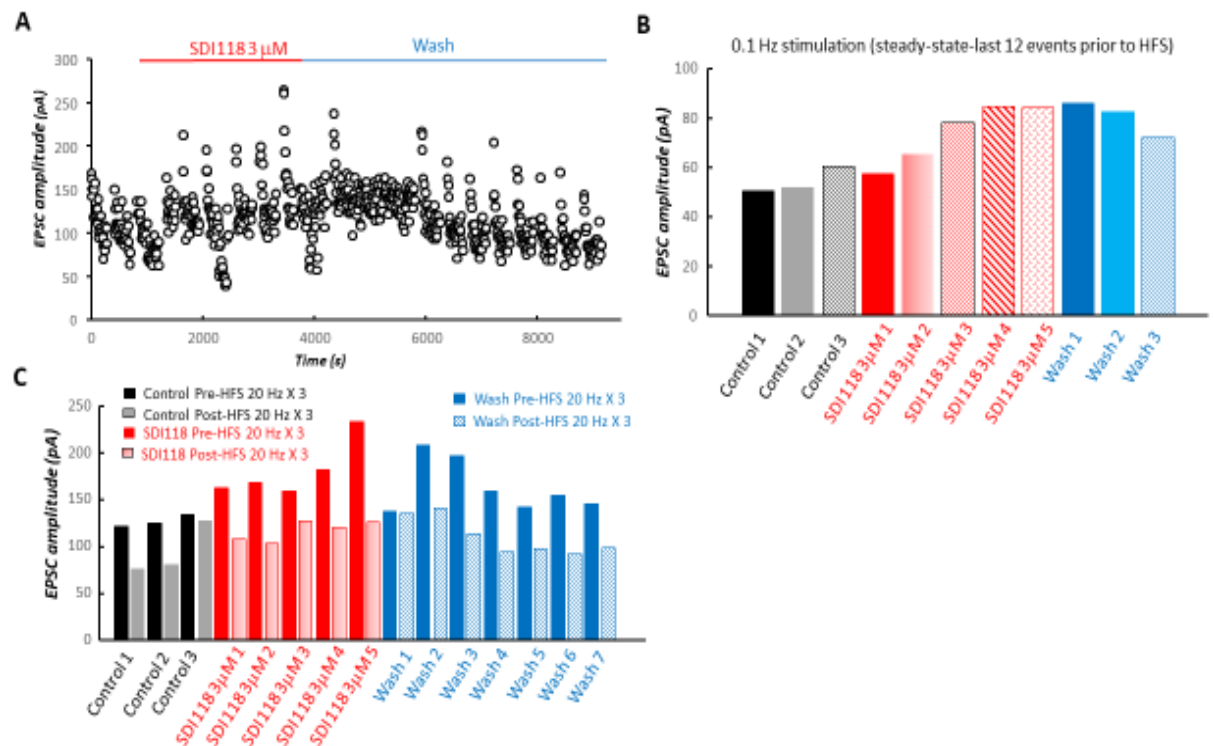 A
SDI118 3 µM
Wash
EPSC amplitude (pA)
300
250
200
150
100
50
0
0
2000
4000
6000
8000
Time (s)
B
0.1 Hz stimulation (steady-state-last 12 events prior to HFS)
EPSC amplitude (pA)
100
80
60
40
20
0
Control 1
Control 2
Control 3
SDI118 3µM 1
SDI118 3µM 2
SDI118 3µM 3
SDI118 3µM 4
SDI118 3µM 5
Wash 1
Wash 2
Wash 3
C
Control Pre-HFS 20 Hz X 3
Control Post-HFS 20 Hz X 3
SDI118 Pre-HFS 20 Hz X 3
SDI118 Post-HFS 20 Hz X 3
Wash Pre-HFS 20 Hz X 3
Wash Post-HFS 20 Hz X 3
EPSC amplitude (pA)
250
200
150
100
50
0
Control 1
Control 2
Control 3
SDI118 3µM 1
SDI118 3µM 2
SDI118 3µM 3
SDI118 3µM 4
SDI118 3µM 5
Wash 1
Wash 2
Wash 3
Wash 4
Wash 5
Wash 6
Wash 7